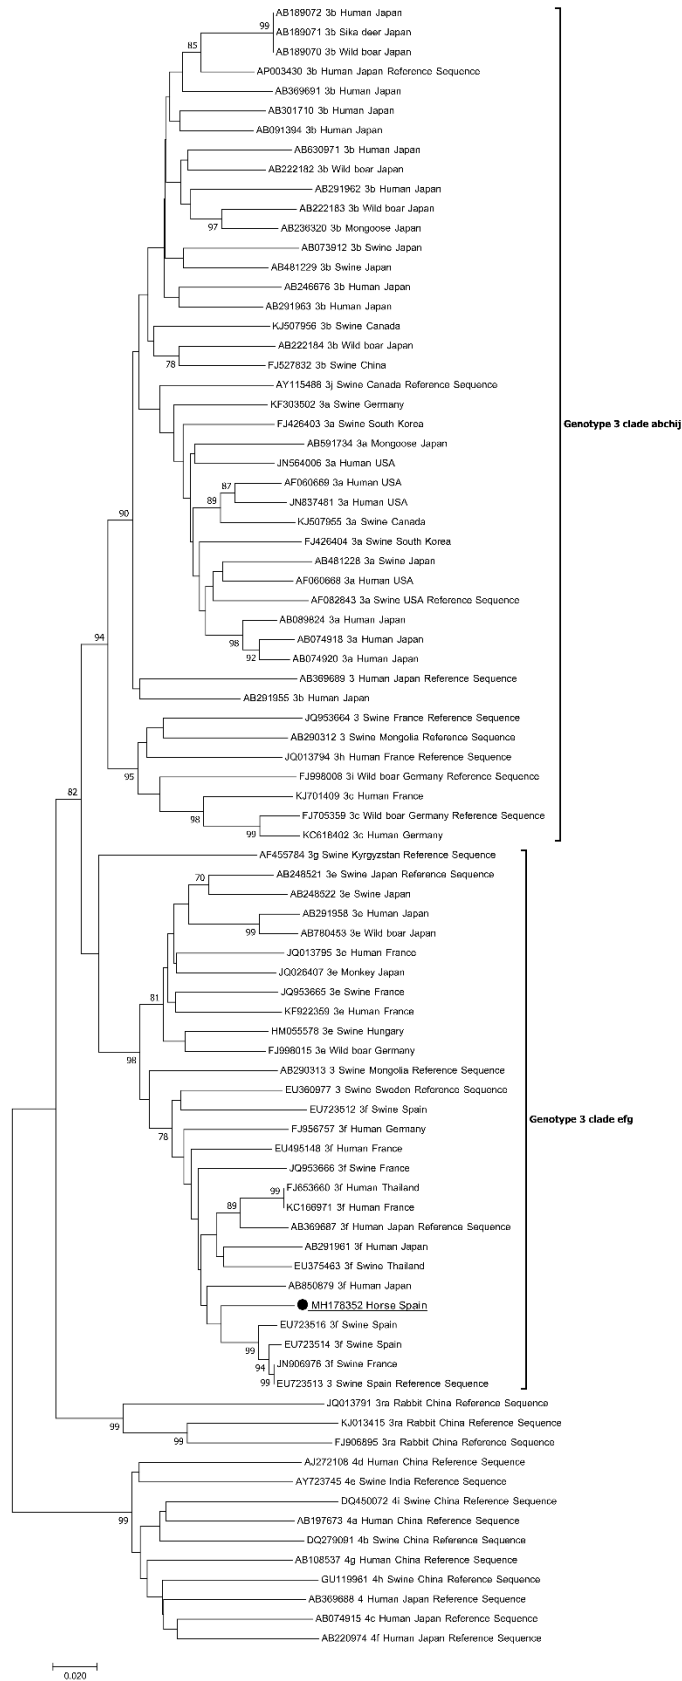 AB189072 3b Human Japan
99
AB189071 3b Sika deer Japan
85
AB189070 3b Wild boar Japan
AP003430 3b Human Japan Reference Sequence
AB369691 3b Human Japan
AB301710 3b Human Japan
AB091394 3b Human Japan
AB630971 3b Human Japan
AB222182 3b Wild boar Japan
AB291962 3b Human Japan
AB222183 3b Wild boar Japan
97
AB236320 3b Mongoose Japan
AB073912 3b Swine Japan
AB481229 3b Swine Japan
AB246676 3b Human Japan
AB291963 3b Human Japan
KJ507956 3b Swine Canada
AB222184 3b Wild boar Japan
78
FJ527832 3b Swine China
AY115488 3j Swine Canada Reference Sequence
KF303502 3a Swine Germany
FJ426403 3a Swine South Korea
Genotype 3 clade abchij
AB591734 3a Mongoose Japan
JN564006 3a Human USA
87
AF060669 3a Human USA
89
JN837481 3a Human USA
KJ507955 3a Swine Canada
90
FJ426404 3a Swine South Korea
AB481228 3a Swine Japan
AF060668 3a Human USA
AF082843 3a Swine USA Reference Sequence
AB089824 3a Human Japan
94
98
AB074918 3a Human Japan
92
AB074920 3a Human Japan
AB369689 3 Human Japan Reference Sequence
AB291955 3b Human Japan
JQ953664 3 Swine France Reference Sequence
AB290312 3 Swine Mongolia Reference Sequence
JQ013794 3h Human France Reference Sequence
95
FJ998008 3i Wild boar Germany Reference Sequence
82
KJ701409 3c Human France
98
FJ705359 3c Wild boar Germany Reference Sequence
99
KC618402 3c Human Germany
AF455784 3g Swine Kyrgyzstan Reference Sequence
70
AB248521 3e Swine Japan Reference Sequence
AB248522 3e Swine Japan
AB291958 3e Human Japan
99
AB780453 3e Wild boar Japan
JQ013795 3e Human France
JQ026407 3e Monkey Japan
81
JQ953665 3e Swine France
KF922359 3e Human France
HM055578 3e Swine Hungary
98
FJ998015 3e Wild boar Germany
AB290313 3 Swine Mongolia Reference Sequence
EU360977 3 Swine Sweden Reference Sequence
EU723512 3f Swine Spain
Genotype 3 clade efg
78
FJ956757 3f Human Germany
EU495148 3f Human France
JQ953666 3f Swine France
99
FJ653660 3f Human Thailand
89
KC166971 3f Human France
AB369687 3f Human Japan Reference Sequence
AB291961 3f Human Japan
EU375463 3f Swine Thailand
AB850879 3f Human Japan
MH178352 Horse Spain
EU723516 3f Swine Spain
99
EU723514 3f Swine Spain
94
JN906976 3f Swine France
99
EU723513 3 Swine Spain Reference Sequence
JQ013791 3ra Rabbit China Reference Sequence
99
KJ013415 3ra Rabbit China Reference Sequence
99
FJ906895 3ra Rabbit China Reference Sequence
AJ272108 4d Human China Reference Sequence
AY723745 4e Swine India Reference Sequence
DQ450072 4i Swine China Reference Sequence
99
AB197673 4a Human China Reference Sequence
DQ279091 4b Swine China Reference Sequence
AB108537 4g Human China Reference Sequence
GU119961 4h Swine China Reference Sequence
AB369688 4 Human Japan Reference Sequence
AB074915 4c Human Japan Reference Sequence
AB220974 4f Human Japan Reference Sequence
0.020